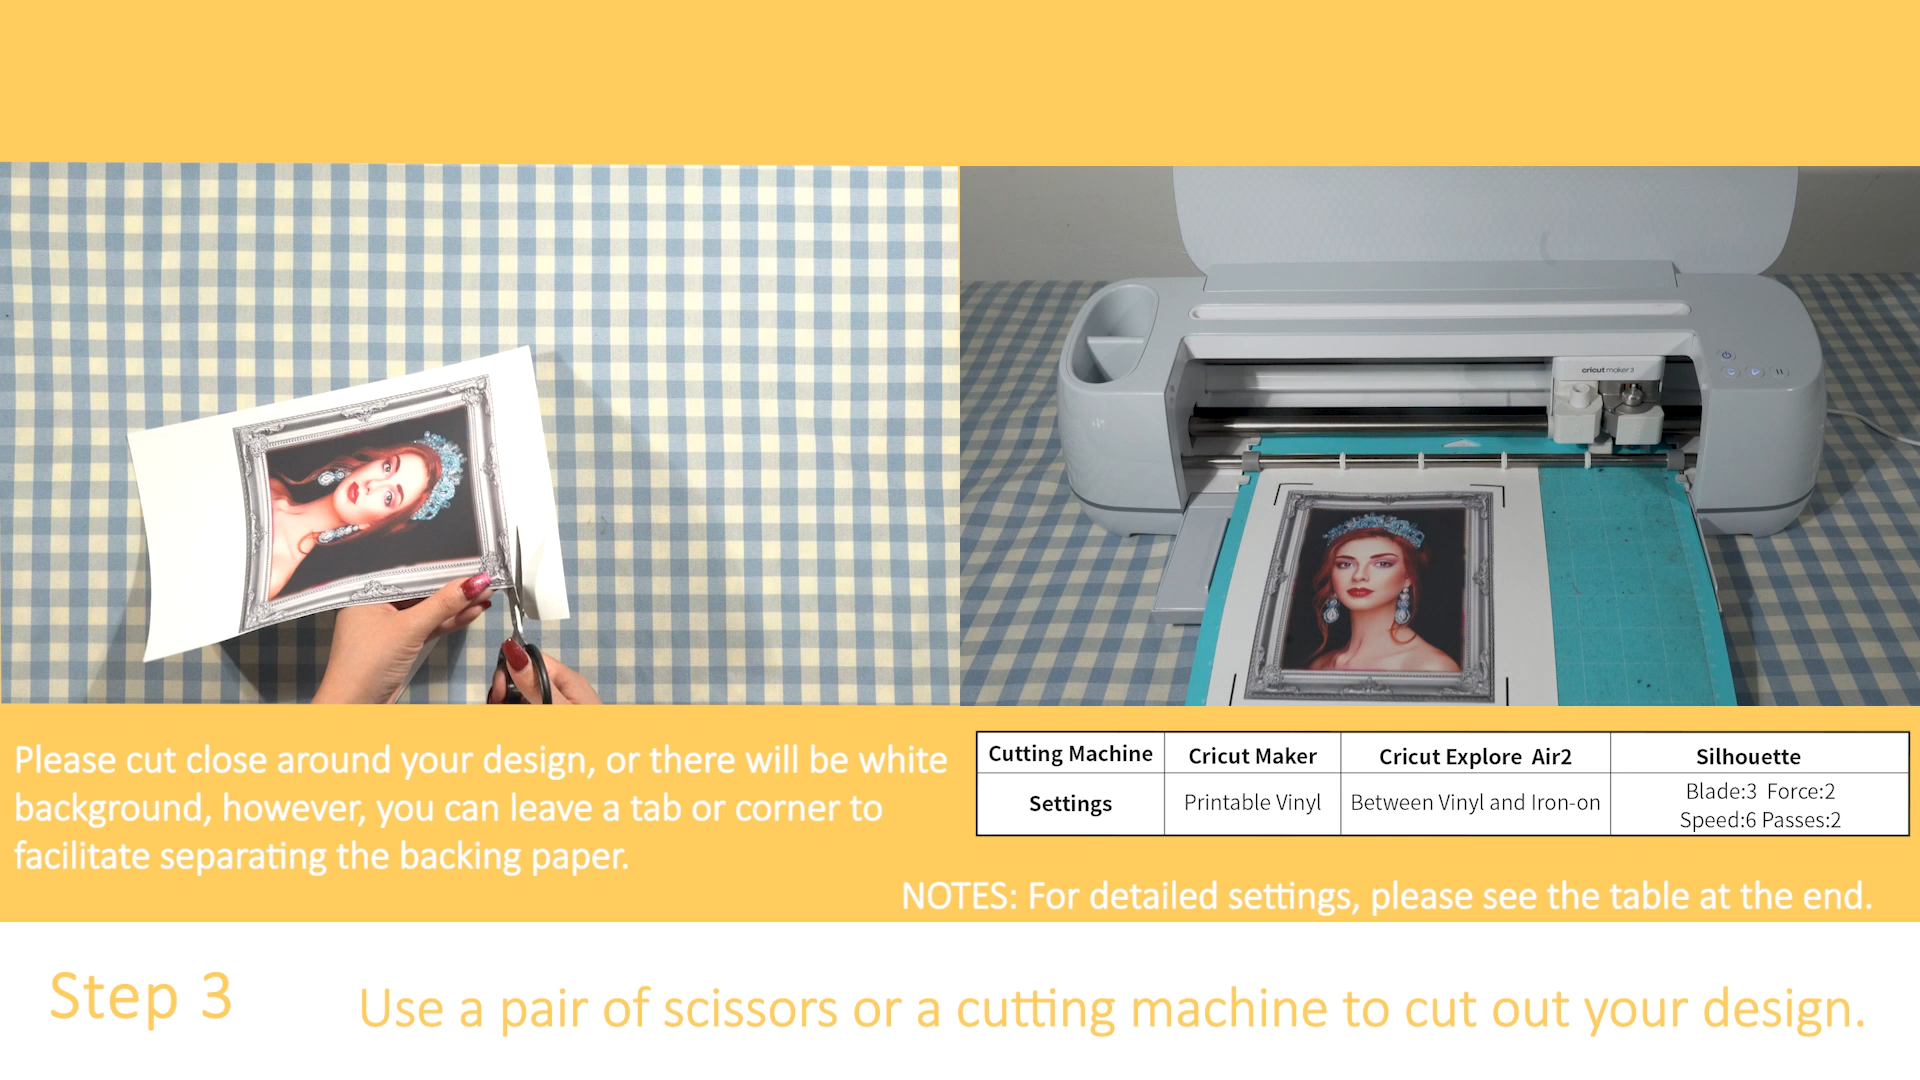 cricut maker 3
Please cut close around your design, or there will be white
background, however, you can leave a tab or corner to
facilitate separating the backing paper.
Cutting Machine Cricut Maker Cricut Explore Air2 Silhouette
Settings Printable Vinyl Between Vinyl and Iron-on Blade:3 Force:2
Speed:6 Passes:2
NOTES: For detailed settings, please see the table at the end.
Step 3 Use a pair of scissors or a cutting machine to cut out your design.